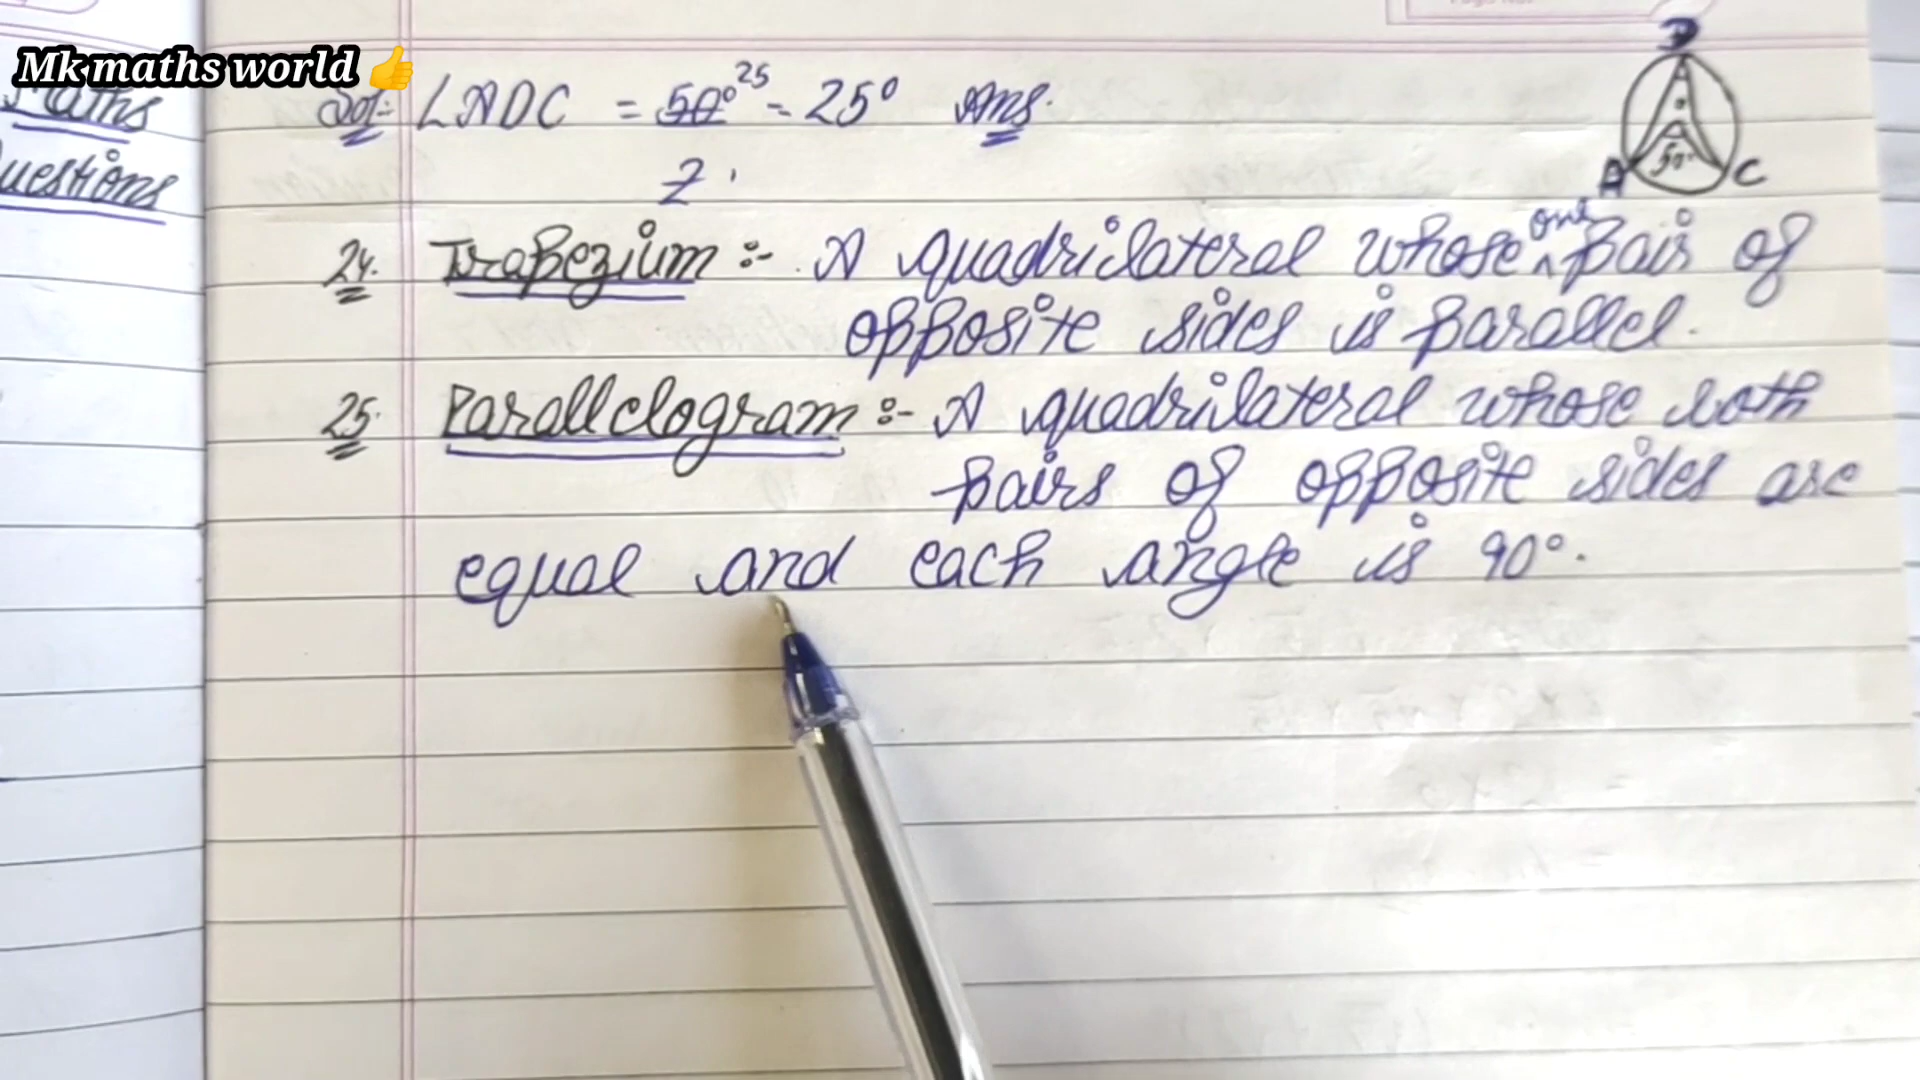 Mk maths world 👍
Maths
Questions
D
Sol:- ∠ADC = 50° 25 = 25° Ans.
2
50°
A C
24. Trapezium :- A quadrilateral whose one pair of
opposite sides is parallel.
25. Parallelogram :- A quadrilateral whose both
pairs of opposite sides are
equal and each angle is 90°.